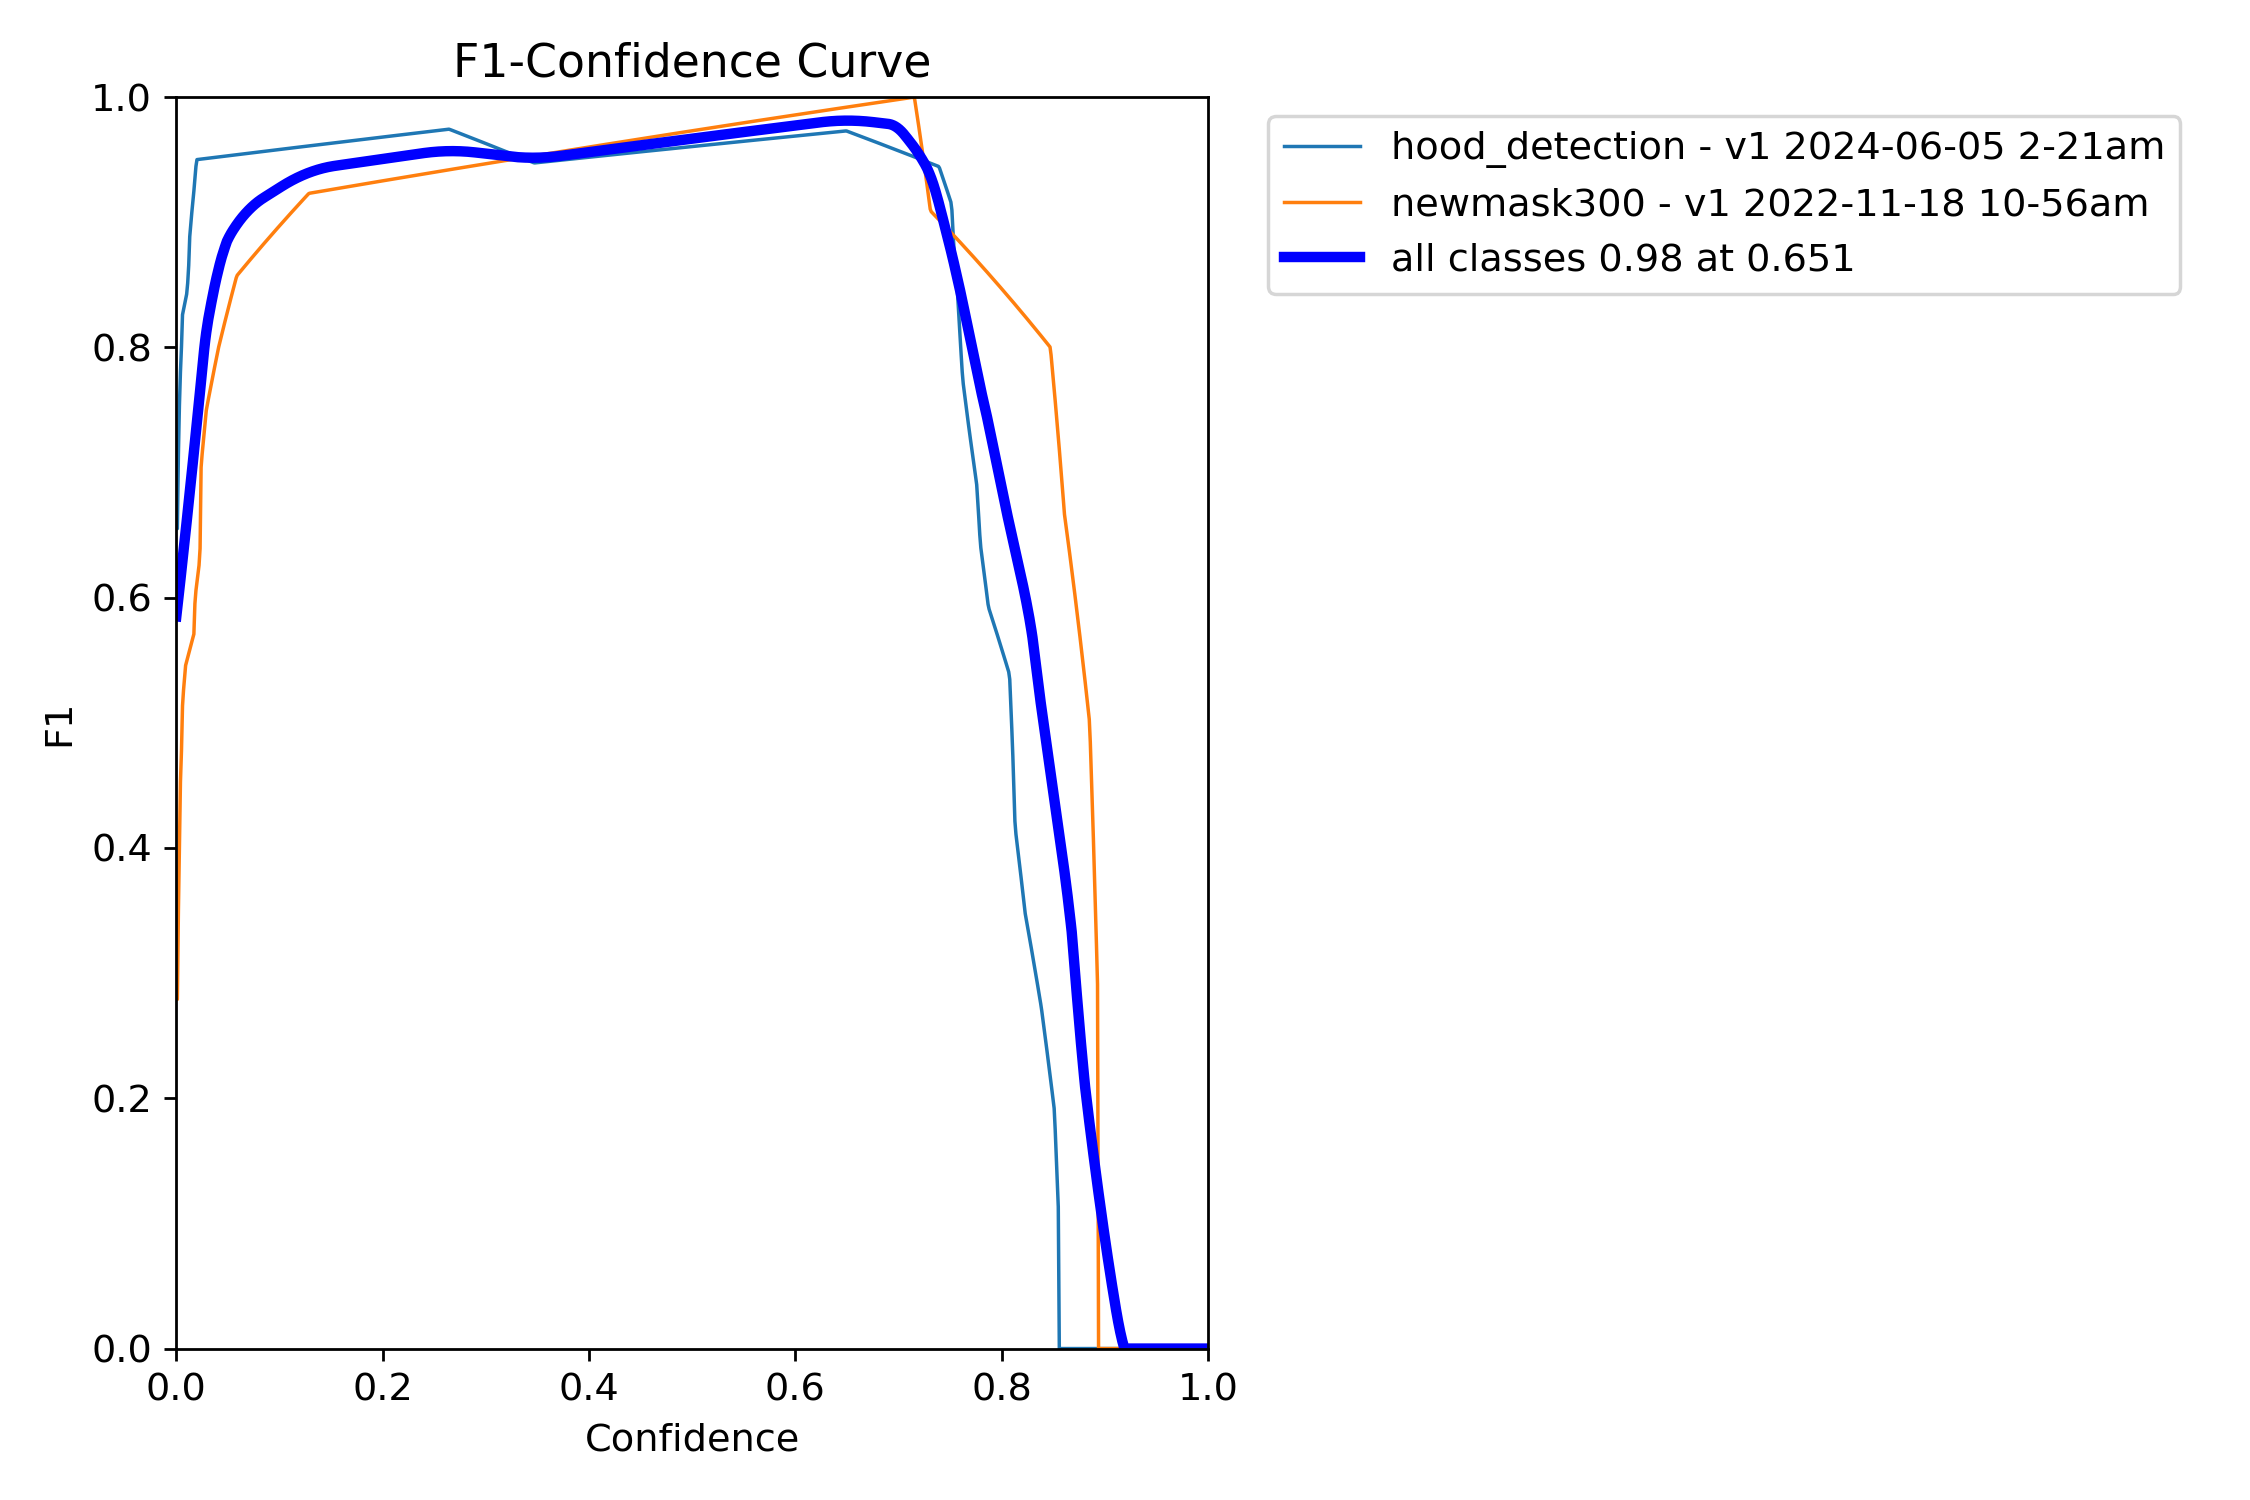 F1-Confidence Curve
1.0
0.8
0.6
0.4
0.2
0.0
F1
0.0 0.2 0.4 0.6 0.8 1.0
Confidence
hood_detection - v1 2024-06-05 2-21am
newmask300 - v1 2022-11-18 10-56am
all classes 0.98 at 0.651